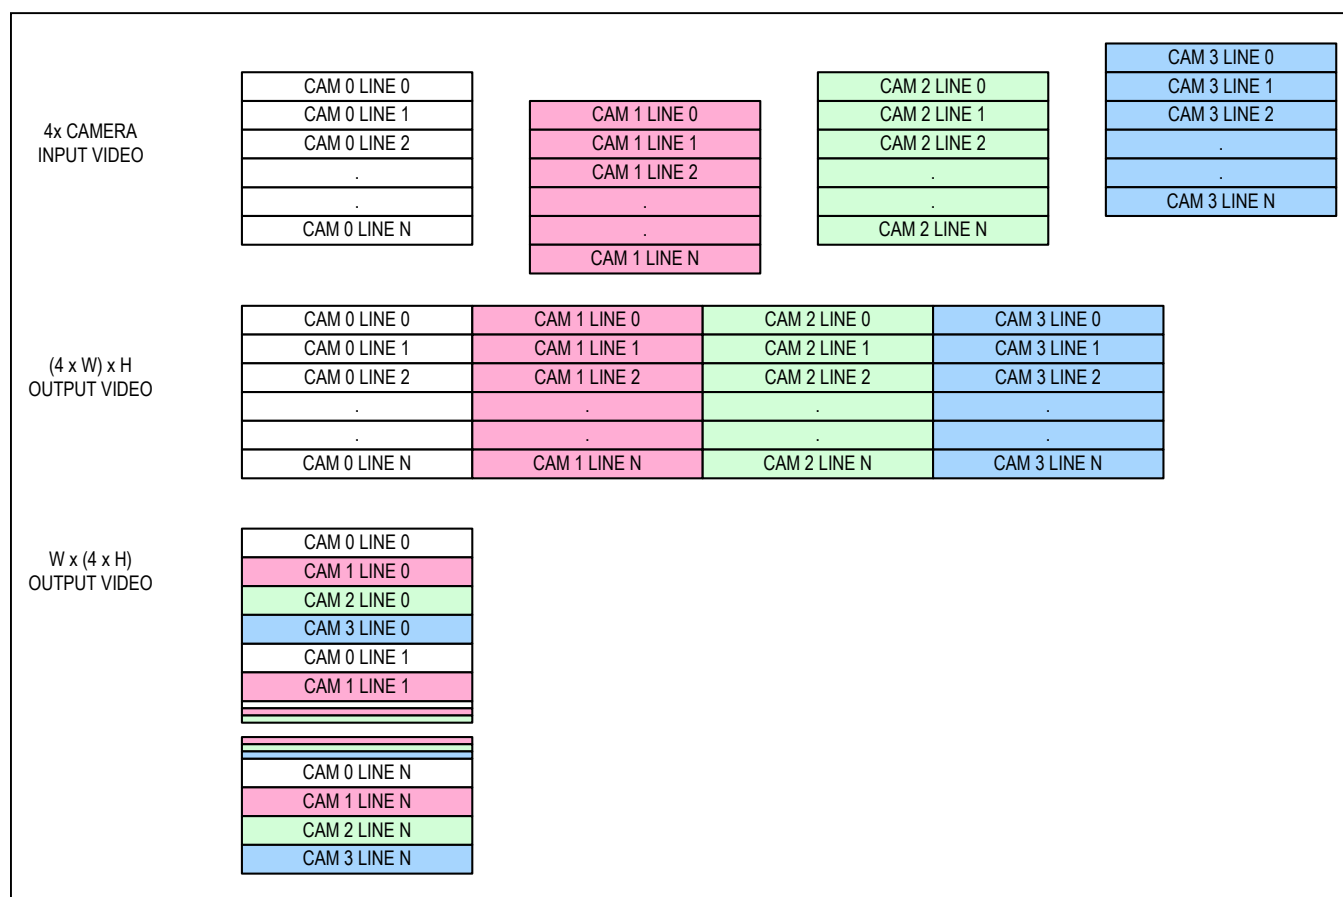 4x CAMERA
INPUT VIDEO
CAM 0 LINE 0
CAM 0 LINE 1
CAM 0 LINE 2
.
.
CAM 0 LINE N
CAM 1 LINE 0
CAM 1 LINE 1
CAM 1 LINE 2
.
.
CAM 1 LINE N
CAM 2 LINE 0
CAM 2 LINE 1
CAM 2 LINE 2
.
.
CAM 2 LINE N
CAM 3 LINE 0
CAM 3 LINE 1
CAM 3 LINE 2
.
.
CAM 3 LINE N
(4 x W) x H
OUTPUT VIDEO
CAM 0 LINE 0 CAM 1 LINE 0 CAM 2 LINE 0 CAM 3 LINE 0
CAM 0 LINE 1 CAM 1 LINE 1 CAM 2 LINE 1 CAM 3 LINE 1
CAM 0 LINE 2 CAM 1 LINE 2 CAM 2 LINE 2 CAM 3 LINE 2
. . . .
. . . .
CAM 0 LINE N CAM 1 LINE N CAM 2 LINE N CAM 3 LINE N
W x (4 x H)
OUTPUT VIDEO
CAM 0 LINE 0
CAM 1 LINE 0
CAM 2 LINE 0
CAM 3 LINE 0
CAM 0 LINE 1
CAM 1 LINE 1
CAM 0 LINE N
CAM 1 LINE N
CAM 2 LINE N
CAM 3 LINE N